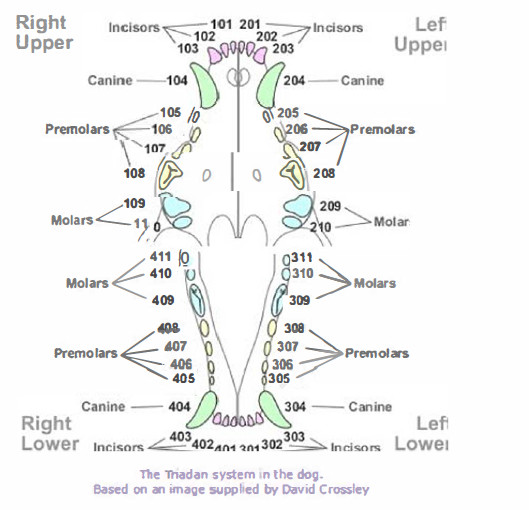 Right Upper
Left Upper
Incisors 101 201 Incisors
102 202
103 203
Canine 104 204 Canine
105 205
Premolars 106 206 Premolars
107 207
108 208
109 209
Molars 110 210 Molar
411 311
410 310
Molars 409 309 Molars
408 308
407 307
Premolars 406 306 Premolars
405 305
Canine 404 304 Canine
Right Lower
Left Lower
403 303
Incisors 402 401 301 302 Incisors
The Triadan system in the dog.
Based on an image supplied by David Crossley